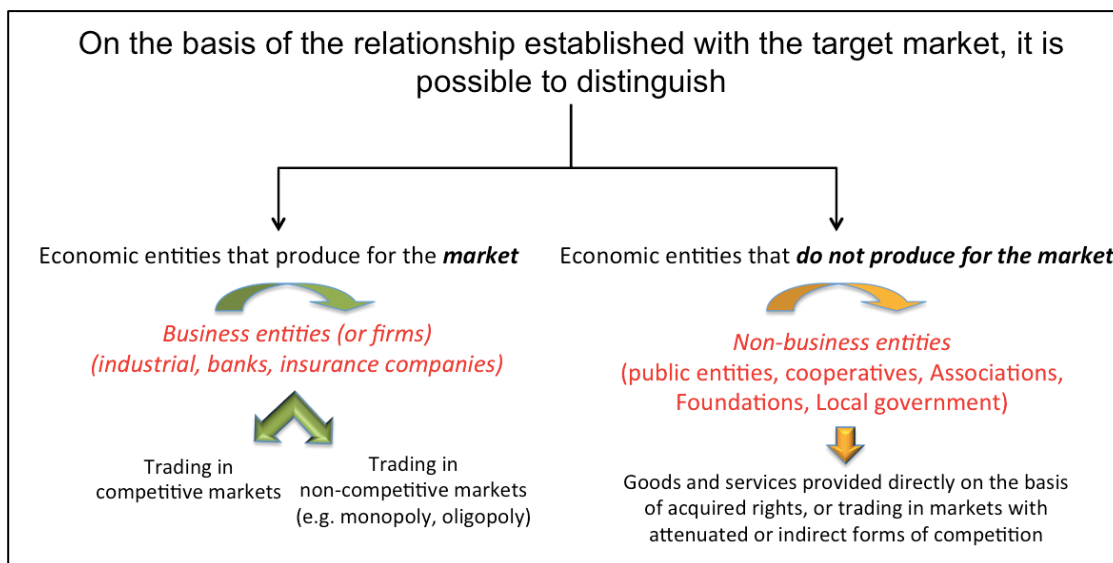 On the basis of the relationship established with the target market, it is
possible to distinguish
Economic entities that produce for the market
Business entities (or firms)
(industrial, banks, insurance companies)
Trading in
competitive markets
Trading in
non-competitive markets
(e.g. monopoly, oligopoly)
Economic entities that do not produce for the market
Non-business entities
(public entities, cooperatives, Associations,
Foundations, Local government)
Goods and services provided directly on the basis
of acquired rights, or trading in markets with
attenuated or indirect forms of competition